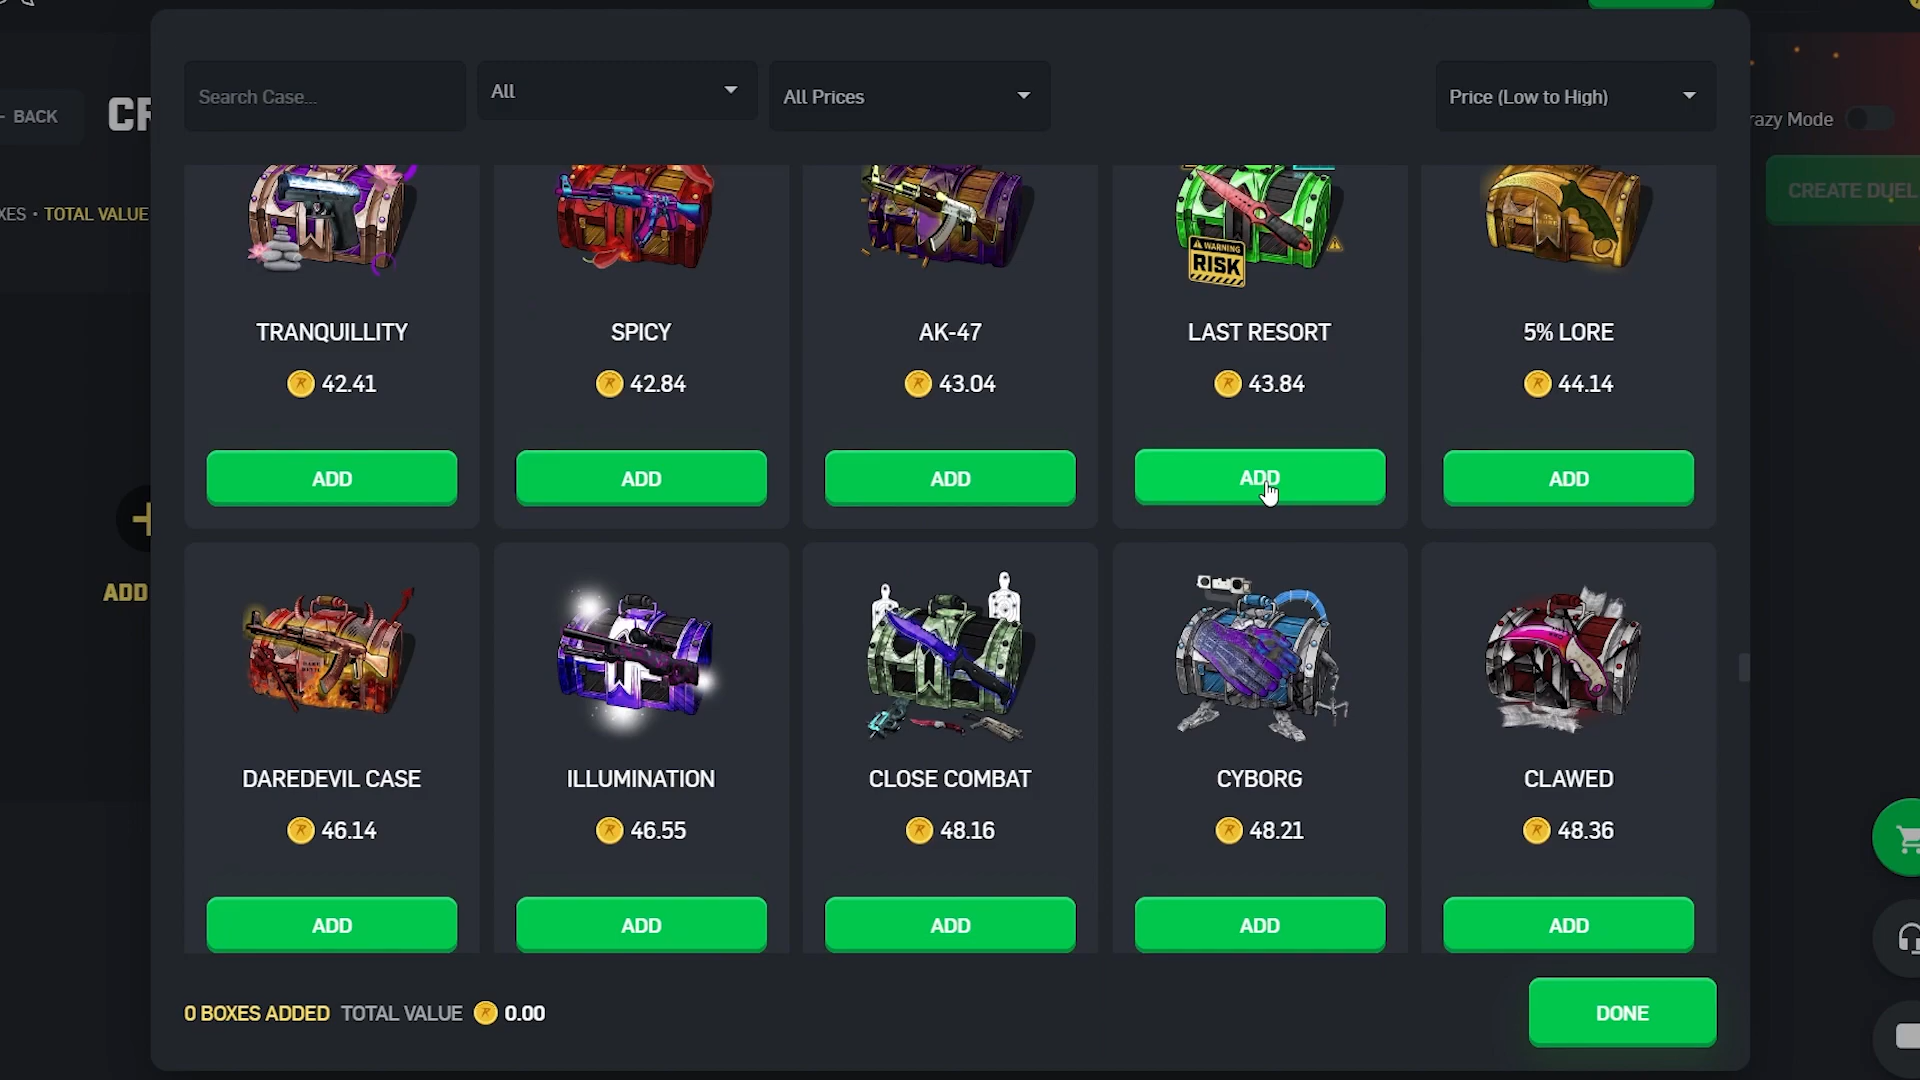 Search Case...
All
All Prices
Price (Low to High)
BACK
CR
razy Mode
CREATE DUEL
XES • TOTAL VALUE
ADD
WARNING
RISK
TRANQUILLITY
SPICY
AK-47
LAST RESORT
5% LORE
42.41
42.84
43.04
43.84
44.14
ADD
ADD
ADD
ADD
ADD
DAREDEVIL CASE
ILLUMINATION
CLOSE COMBAT
CYBORG
CLAWED
46.14
46.55
48.16
48.21
48.36
ADD
ADD
ADD
ADD
ADD
0 BOXES ADDED TOTAL VALUE 0.00
DONE